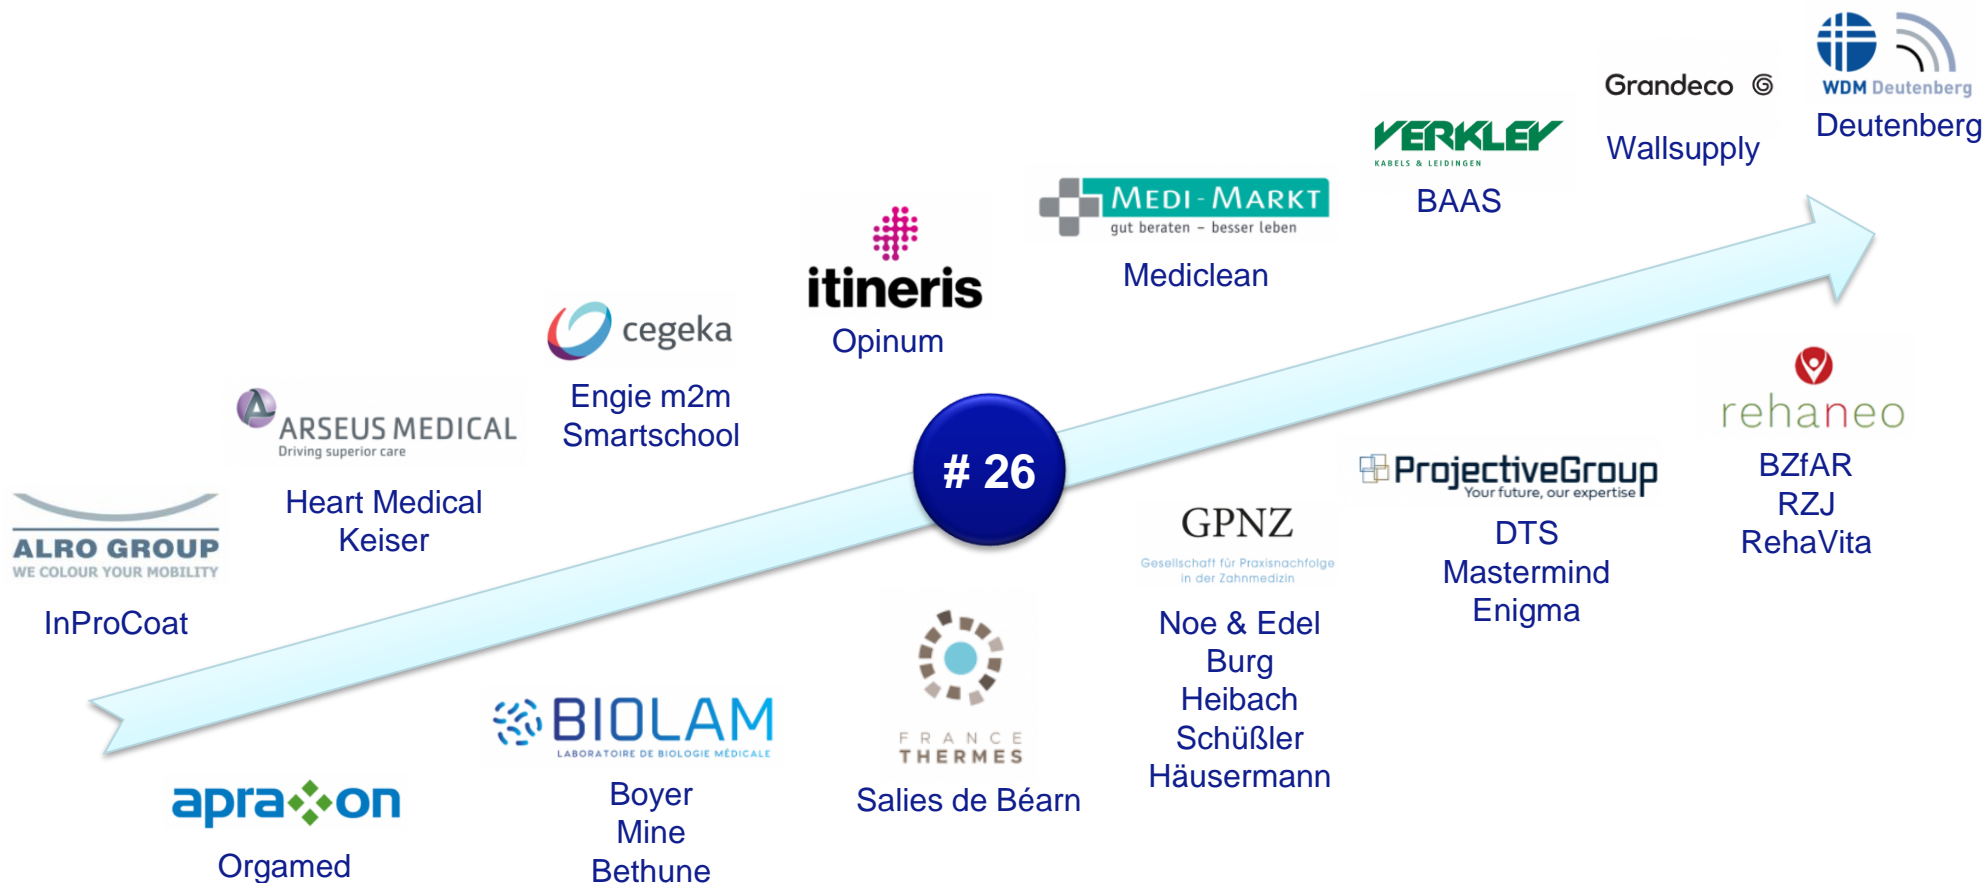 WDM Deutenberg
Deutenberg
Grandeco
Wallsupply
VERKLEY
KABELS & LEIDINGEN
BAAS
MEDI-MARKT
gut beraten – besser leben
Mediclean
itineris
Opinum
cegeka
Engie m2m
Smartschool
ARSEUS MEDICAL
Driving superior care
Heart Medical
Keiser
ALRO GROUP
WE COLOUR YOUR MOBILITY
InProCoat
# 26
rehaneo
BZfAR
RZJ
RehaVita
ProjectiveGroup
Your future, our expertise
DTS
Mastermind
Enigma
GPNZ
Gesellschaft für Praxisnachfolge
in der Zahnmedizin
Noe & Edel
Burg
Heibach
Schüßler
Häusermann
FRANCE
THERMES
Salies de Béarn
BIOLAM
LABORATOIRE DE BIOLOGIE MÉDICALE
Boyer
Mine
Bethune
apraxon
Orgamed